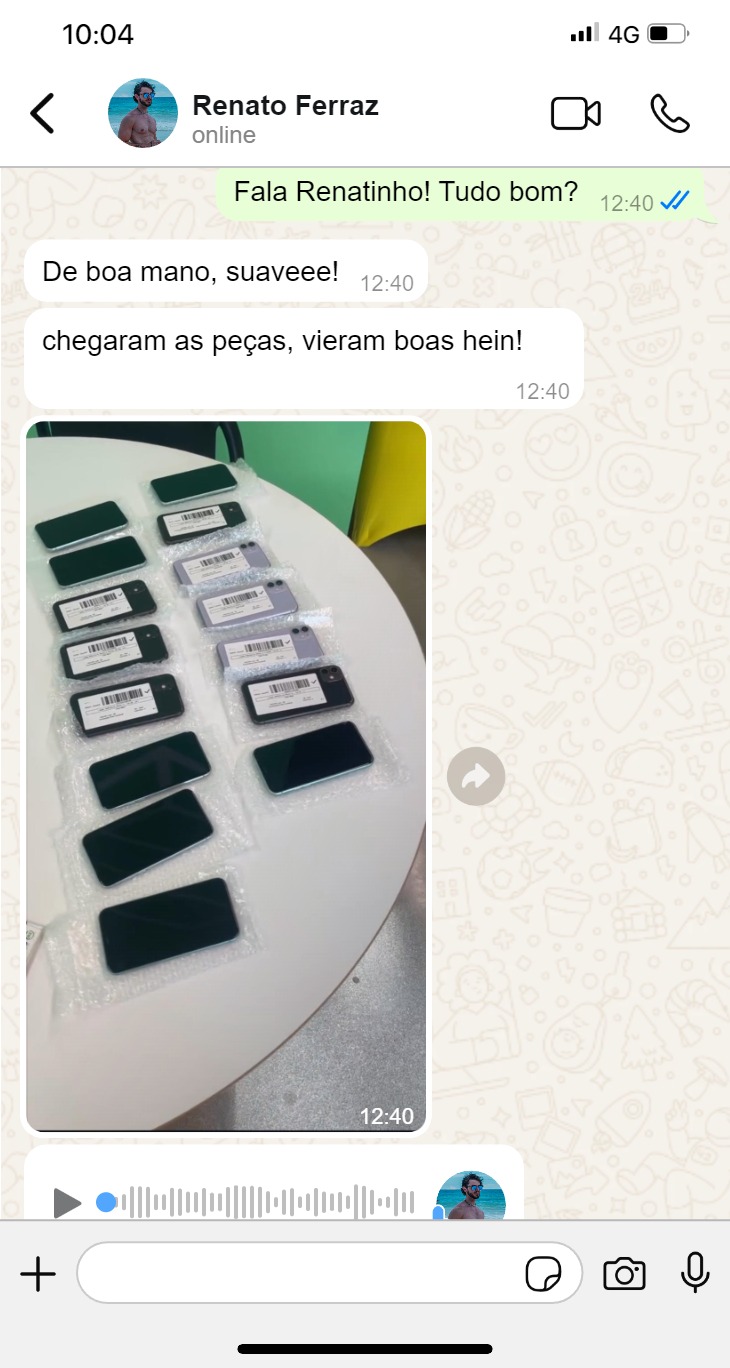 10:04
4G
Renato Ferraz
online
Fala Renatinho! Tudo bom? 12:40
De boa mano, suaveee! 12:40
chegaram as peças, vieram boas hein!
12:40
12:40